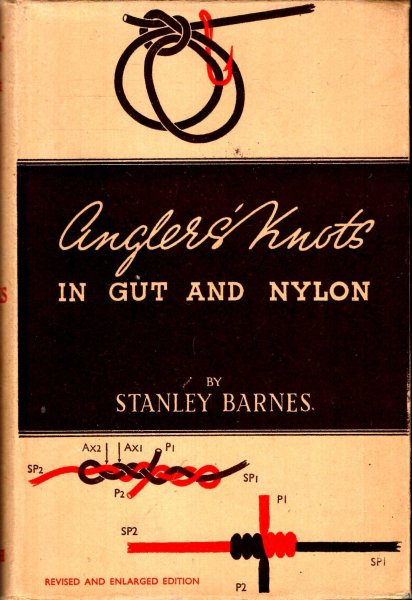 Anglers' Knots
IN GUT AND NYLON
BY
STANLEY BARNES.
AX2 AX1 P1
SP2 SP1
P2
P1
SP2
SP1
P2
REVISED AND ENLARGED EDITION